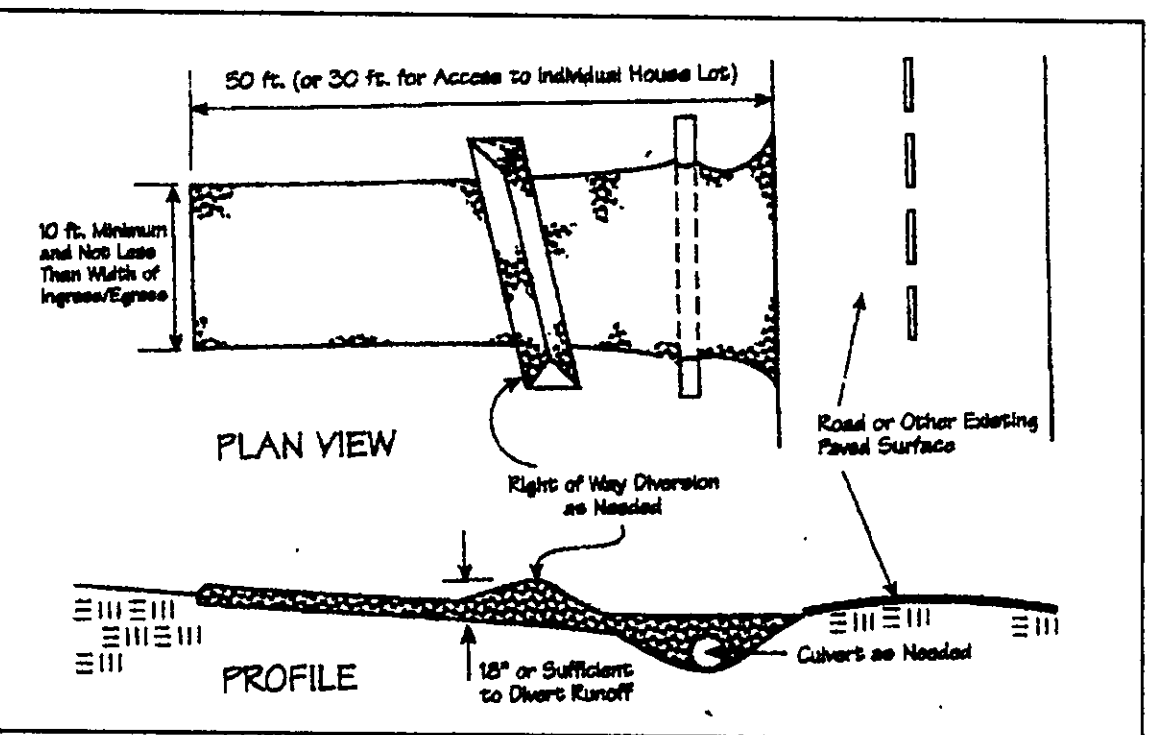 50 ft. (or 30 ft. for Access to Individual House Lot)
10 ft. Minimum
and Not Less
Than Width of
Ingress/Egress
PLAN VIEW
Road or Other Existing
Paved Surface
Right of Way Diversion
as Needed
PROFILE
18" or Sufficient
to Divert Runoff
Culvert as Needed